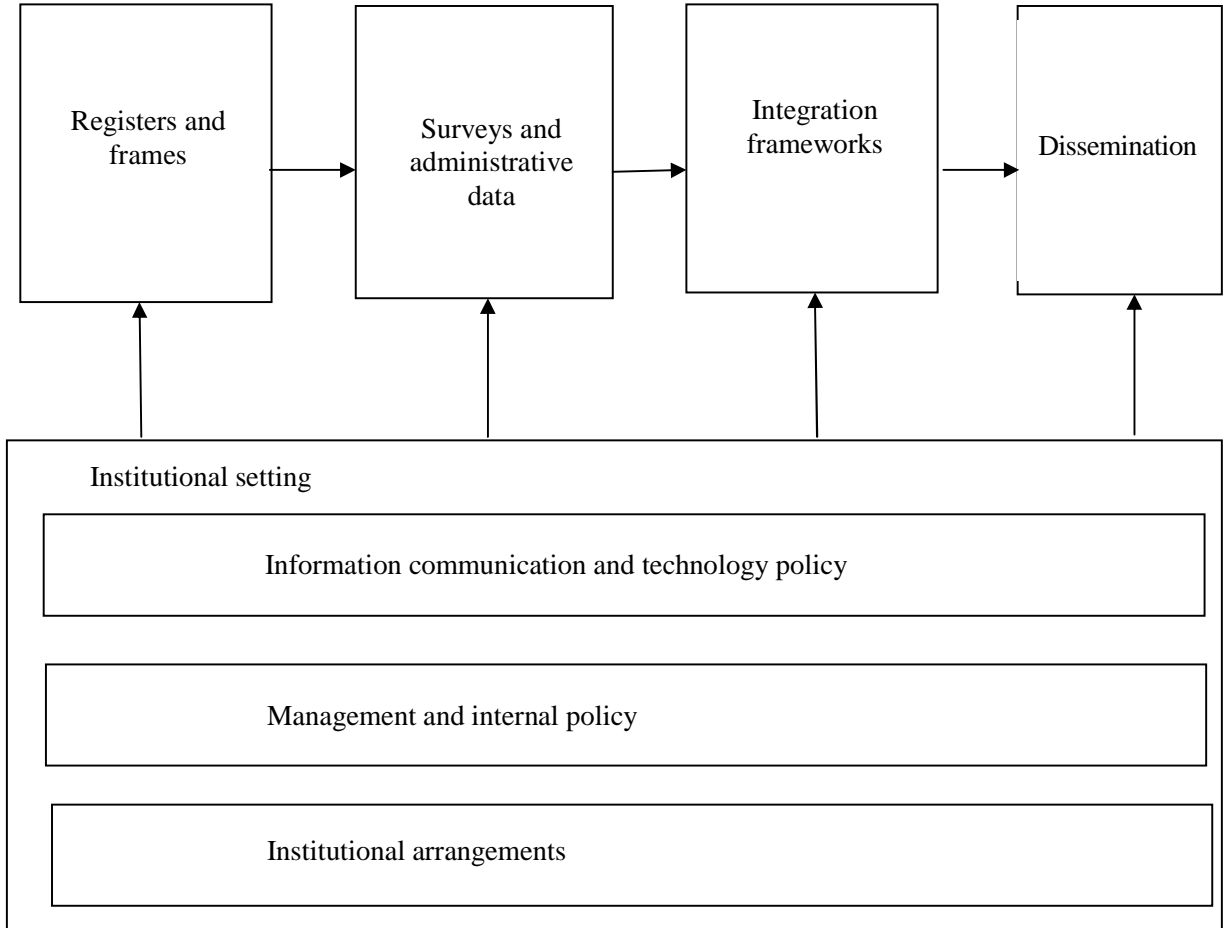 Registers and
frames
Surveys and
administrative
data
Integration
frameworks
Dissemination
Institutional setting
Information communication and technology policy
Management and internal policy
Institutional arrangements